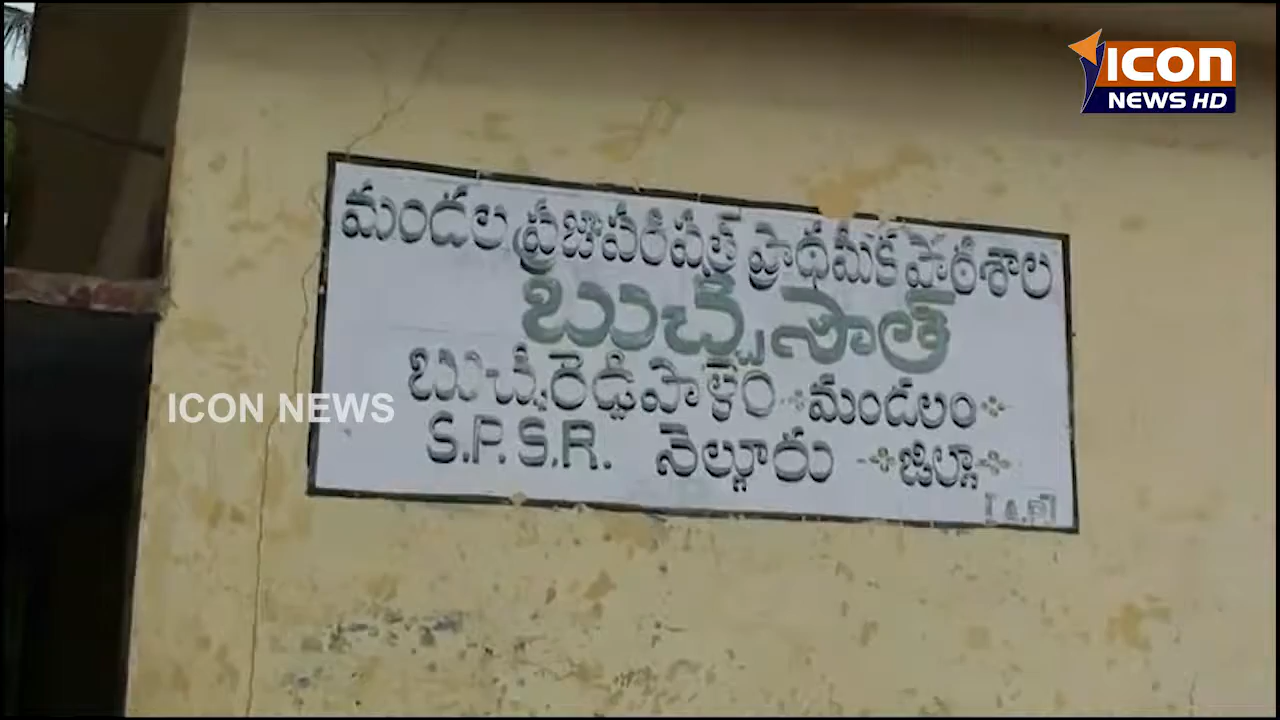 ICON
NEWS HD
మండల ప్రజాపరిషత్ ప్రాథమిక పాఠశాల
బుచ్చిసౌత్
బుచ్చిరెడ్డిపాళెం మండలం
ICON NEWS
S.P.S.R. నెల్లూరు జిల్లా
[A.P]